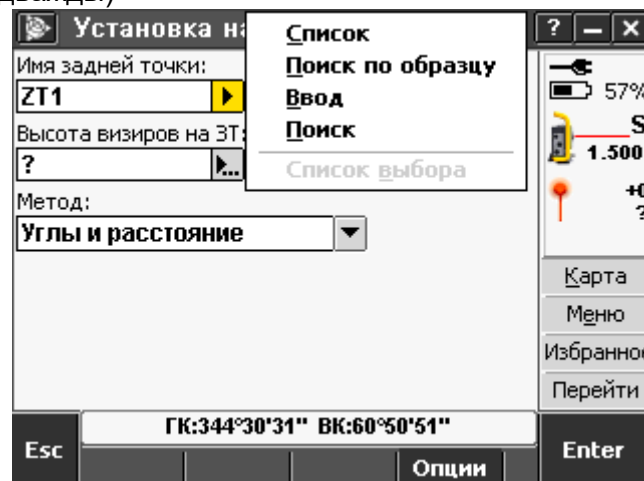 Установка на
? – x
Список
Поиск по образцу
Ввод
Поиск
Список выбора
Имя задней точки:
ZT1
Высота визиров на ЗТ:
?
Метод:
Углы и расстояние
57%
S
1.500
+0
?
Карта
Меню
Избранное
Перейти
ГК:344°30'31" ВК:60°50'51"
Esc
Опции
Enter